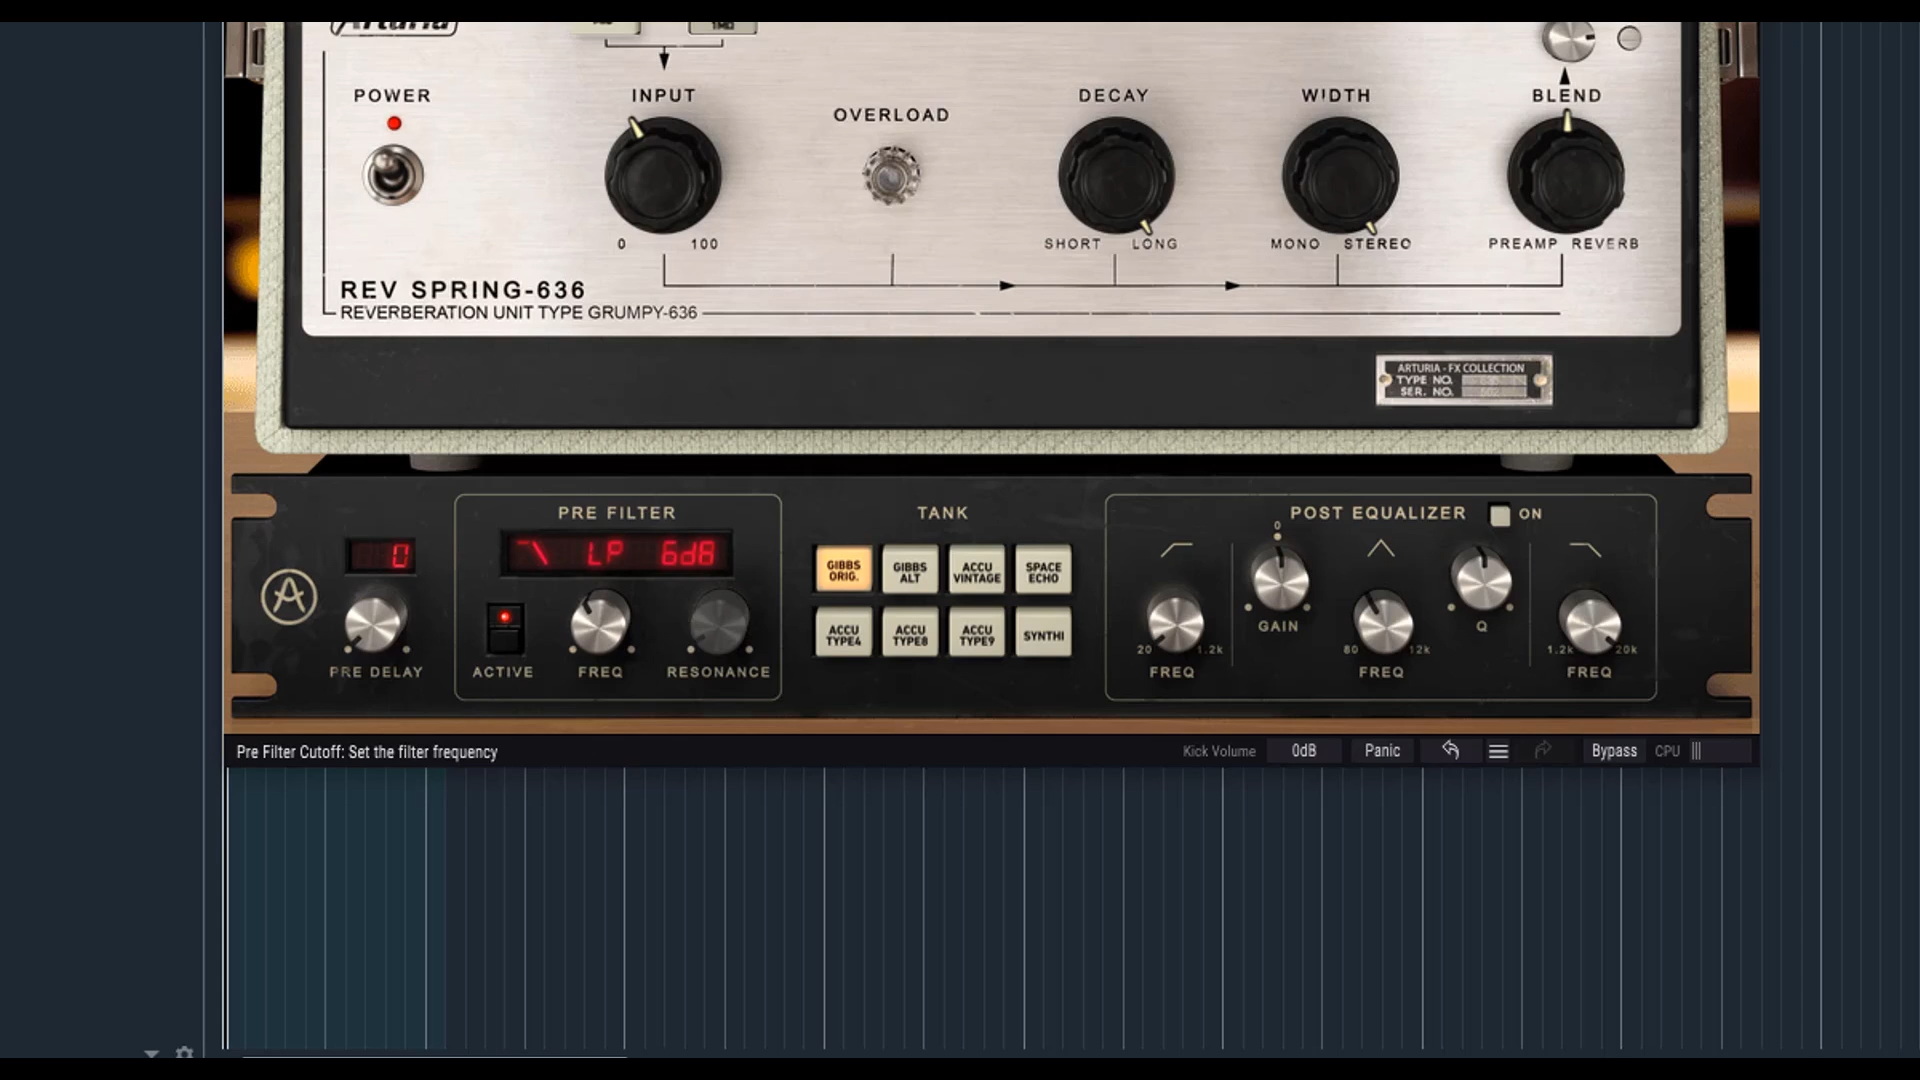 Arturia
POWER
INPUT
OVERLOAD
DECAY
WIDTH
BLEND
0
100
SHORT
LONG
MONO
STEREO
PREAMP
REVERB
REV SPRING-636
REVERBERATION UNIT TYPE GRUMPY-636
ARTURIA - FX COLLECTION
TYPE NO.
SER. NO.
PRE FILTER
TANK
POST EQUALIZER
ON
0
LP
6dB
0
GIBBS
ORIG.
GIBBS
ALT
ACCU
VINTAGE
SPACE
ECHO
ACCU
TYPE4
ACCU
TYPE8
ACCU
TYPE9
SYNTHI
GAIN
Q
20
1.2k
80
12k
1.2k
20k
PRE DELAY
ACTIVE
FREQ
RESONANCE
FREQ
FREQ
FREQ
Pre Filter Cutoff: Set the filter frequency
Kick Volume
0dB
Panic
Bypass
CPU